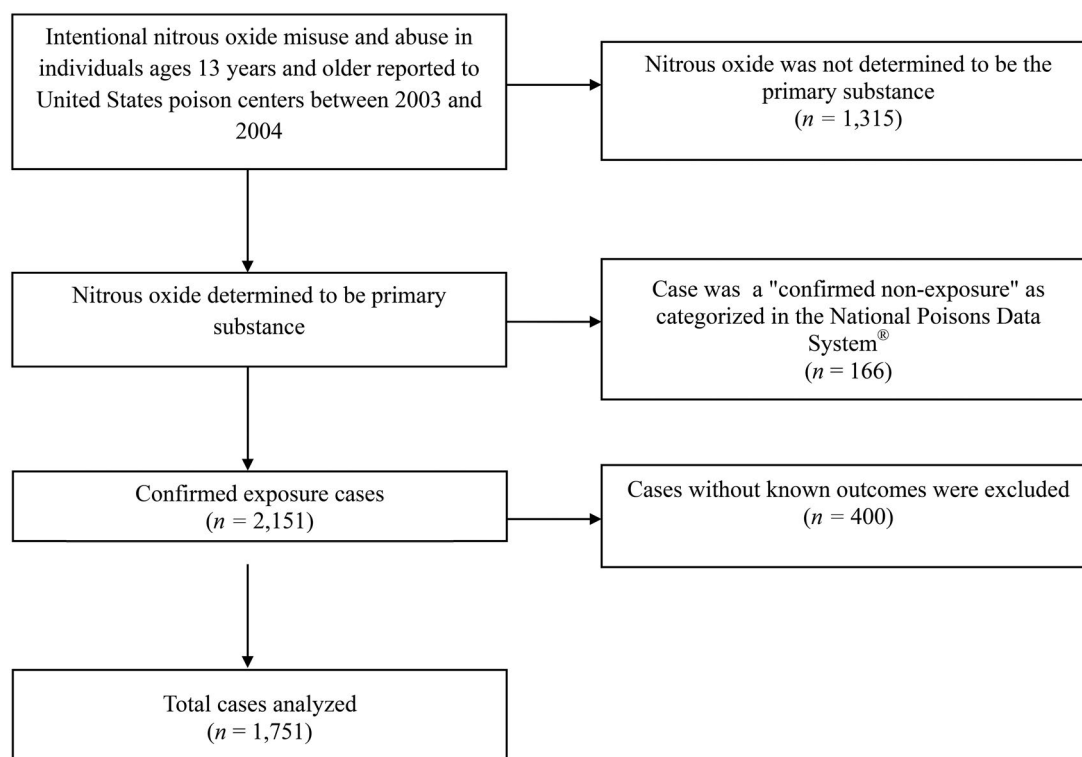 Intentional nitrous oxide misuse and abuse in
individuals ages 13 years and older reported to
United States poison centers between 2003 and
2004
Nitrous oxide was not determined to be the
primary substance
(n = 1,315)
Nitrous oxide determined to be primary
substance
Case was a "confirmed non-exposure" as
categorized in the National Poisons Data
System®
(n = 166)
Confirmed exposure cases
(n = 2,151)
Cases without known outcomes were excluded
(n = 400)
Total cases analyzed
(n = 1,751)